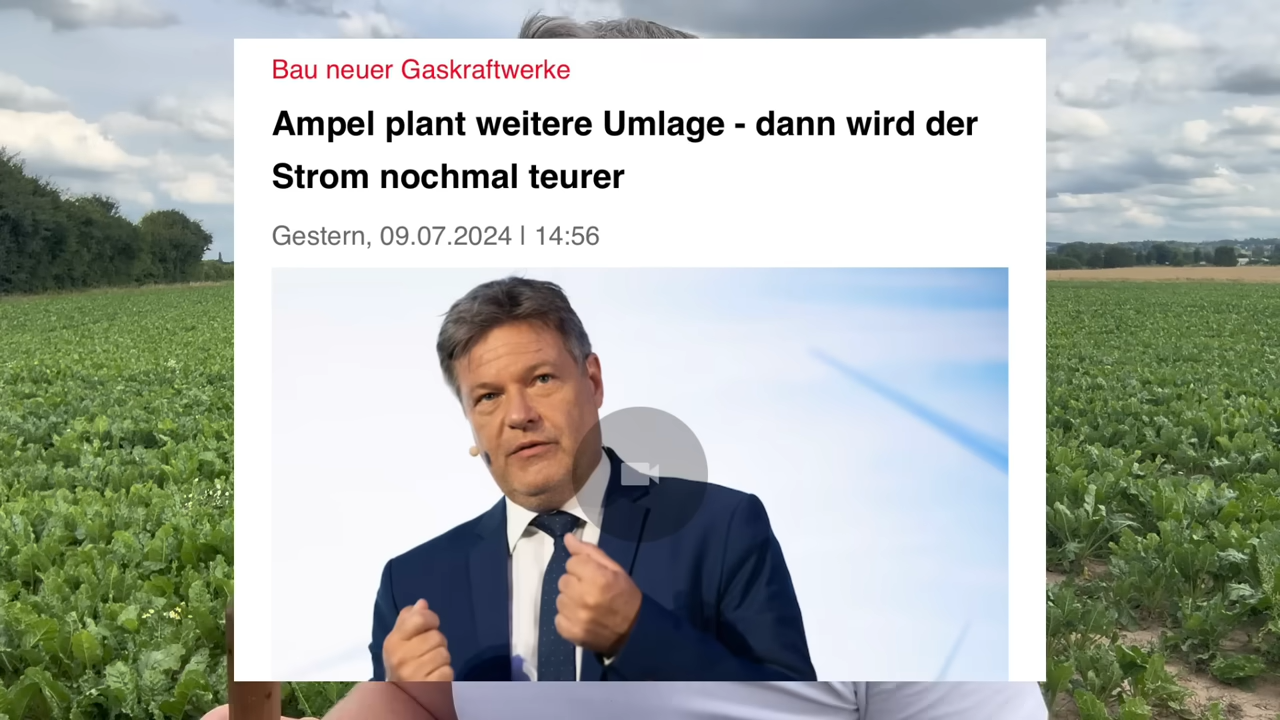 Bau neuer Gaskraftwerke
Ampel plant weitere Umlage - dann wird der
Strom nochmal teurer
Gestern, 09.07.2024 | 14:56